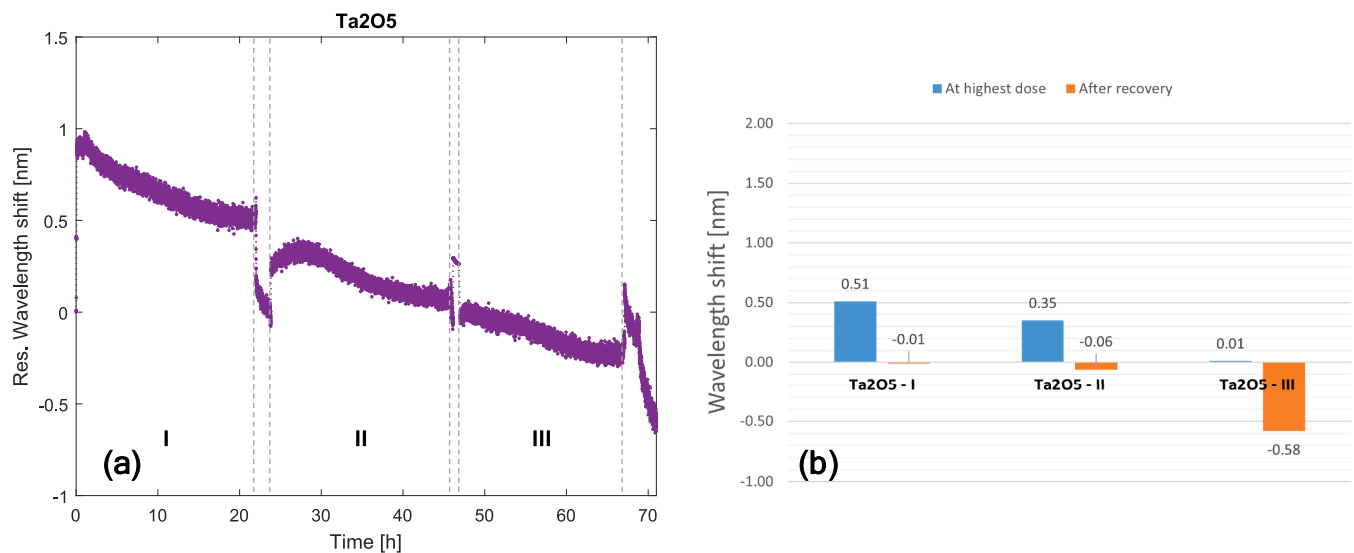 Ta2O5
1.5
1
0.5
0
-0.5
-1
Res. Wavelength shift [nm]
I II III
(a)
0 10 20 30 40 50 60 70
Time [h]
At highest dose After recovery
2.00
1.50
1.00
0.50
0.00
-0.50
-1.00
Wavelength shift [nm]
0.51 -0.01 0.35 -0.06 0.01 -0.58
Ta2O5 - I Ta2O5 - II Ta2O5 - III
(b)